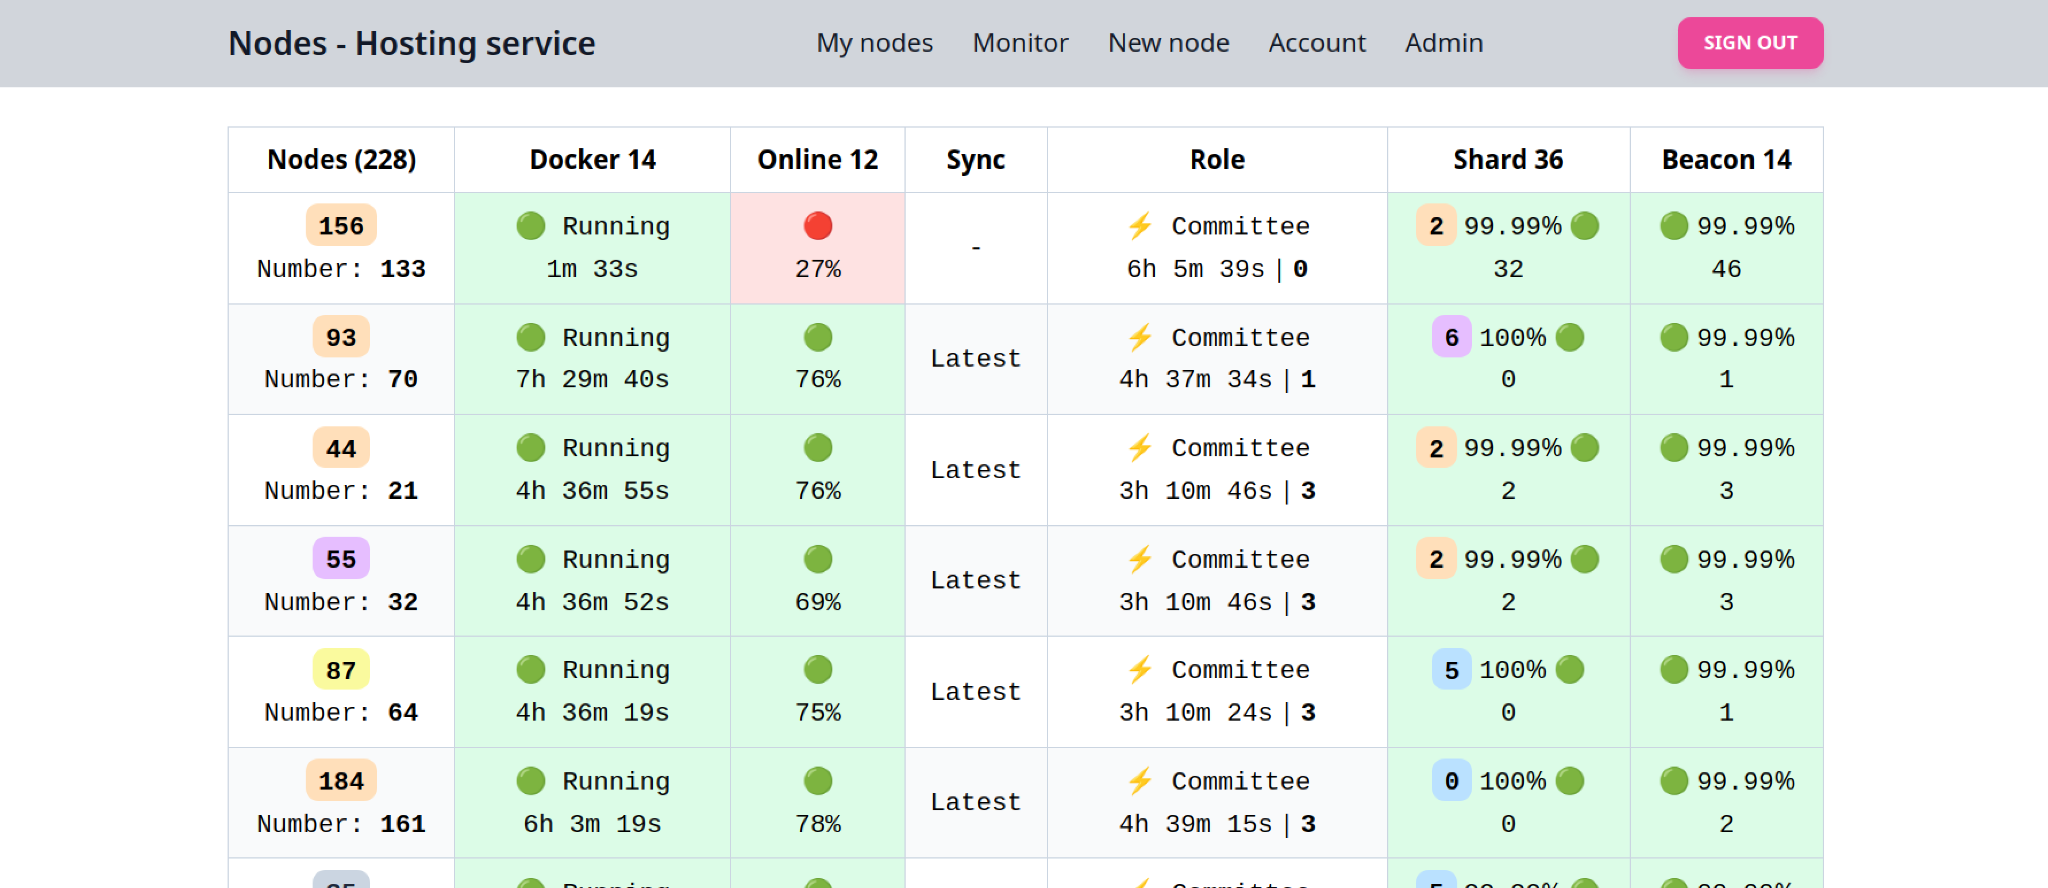 Nodes - Hosting service My nodes Monitor New node Account Admin SIGN OUT
Nodes (228) Docker 14 Online 12 Sync Role Shard 36 Beacon 14
156 Running - Committee 2 99.99% 99.99%
Number: 133 1m 33s 27% 6h 5m 39s | 0 32 46
93 Running Latest Committee 6 100% 99.99%
Number: 70 7h 29m 40s 76% 4h 37m 34s | 1 0 1
44 Running Latest Committee 2 99.99% 99.99%
Number: 21 4h 36m 55s 76% 3h 10m 46s | 3 2 3
55 Running Latest Committee 2 99.99% 99.99%
Number: 32 4h 36m 52s 69% 3h 10m 46s | 3 2 3
87 Running Latest Committee 5 100% 99.99%
Number: 64 4h 36m 19s 75% 3h 10m 24s | 3 0 1
184 Running Latest Committee 0 100% 99.99%
Number: 161 6h 3m 19s 78% 4h 39m 15s | 3 0 2
Running Committee